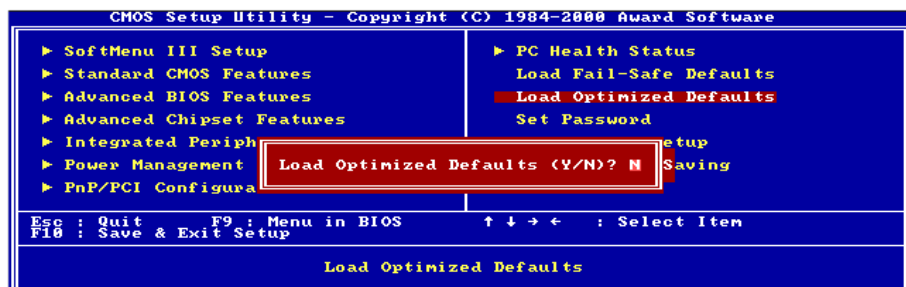 CMOS Setup Utility - Copyright (C) 1984-2000 Award Software
► SoftMenu III Setup
► Standard CMOS Features
► Advanced BIOS Features
► Advanced Chipset Features
► Integrated Periph
► Power Management
► PnP/PCI Configura
► PC Health Status
Load Fail-Safe Defaults
Load Optimized Defaults
Set Password
etup
Saving
Load Optimized Defaults (Y/N)? N
Esc : Quit F9 : Menu in BIOS ↑ ↓ → ← : Select Item
F10 : Save & Exit Setup
Load Optimized Defaults